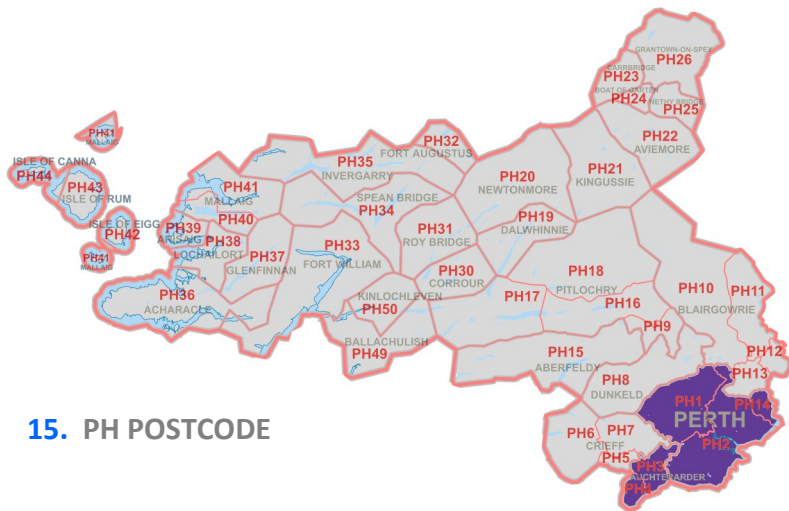 GRANTOWN-ON-SPEY
PH26
CARRBRIDGE
PH23
BOAT OF GARTEN
PH24
NETHY BRIDGE
PH25
PH41
MALLAIG
PH32
FORT AUGUSTUS
PH22
AVIEMORE
ISLE OF CANNA
PH44
PH35
INVERGARRY
PH20
NEWTONMORE
PH21
KINGUSSIE
PH43
ISLE OF RUM
PH41
MALLAIG
SPEAN BRIDGE
PH34
ISLE OF EIGG
PH42
PH40
PH39
ARISAIG
PH38
LOCHAILORT
PH19
DALWHINNIE
PH31
ROY BRIDGE
PH33
FORT WILLIAM
PH37
GLENFINNAN
PH41
MALLAIG
PH30
CORROUR
PH18
PITLOCHRY
PH10
BLAIRGOWRIE
PH11
PH36
ACHARACLE
KINLOCHLEVEN
PH50
PH17
PH16
PH9
BALLACHULISH
PH49
PH15
ABERFELDY
PH12
PH13
PH8
DUNKELD
PH1
PH14
PERTH
PH2
PH6
PH7
CRIEFF
PH5
PH3
AUCHTERARDER
PH4
15. PH POSTCODE